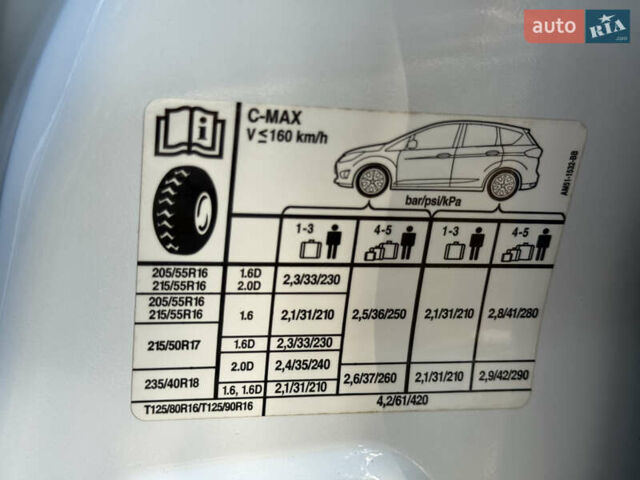 auto RIA .com
C-MAX
V ≤ 160 km/h
AM51-1532-BB
bar/psi/kPa
1-3 4-5 1-3 4-5
205/55R16 1.6D 2,3/33/230
215/55R16 2.0D
205/55R16
215/55R16 1.6 2,1/31/210 2,5/36/250 2,1/31/210 2,8/41/280
215/50R17 1.6D 2,3/33/230
2.0D 2,4/35/240
235/40R18 1.6, 1.6D 2,1/31/210 2,6/37/260 2,1/31/210 2,9/42/290
T125/80R16/T125/90R16 4,2/61/420